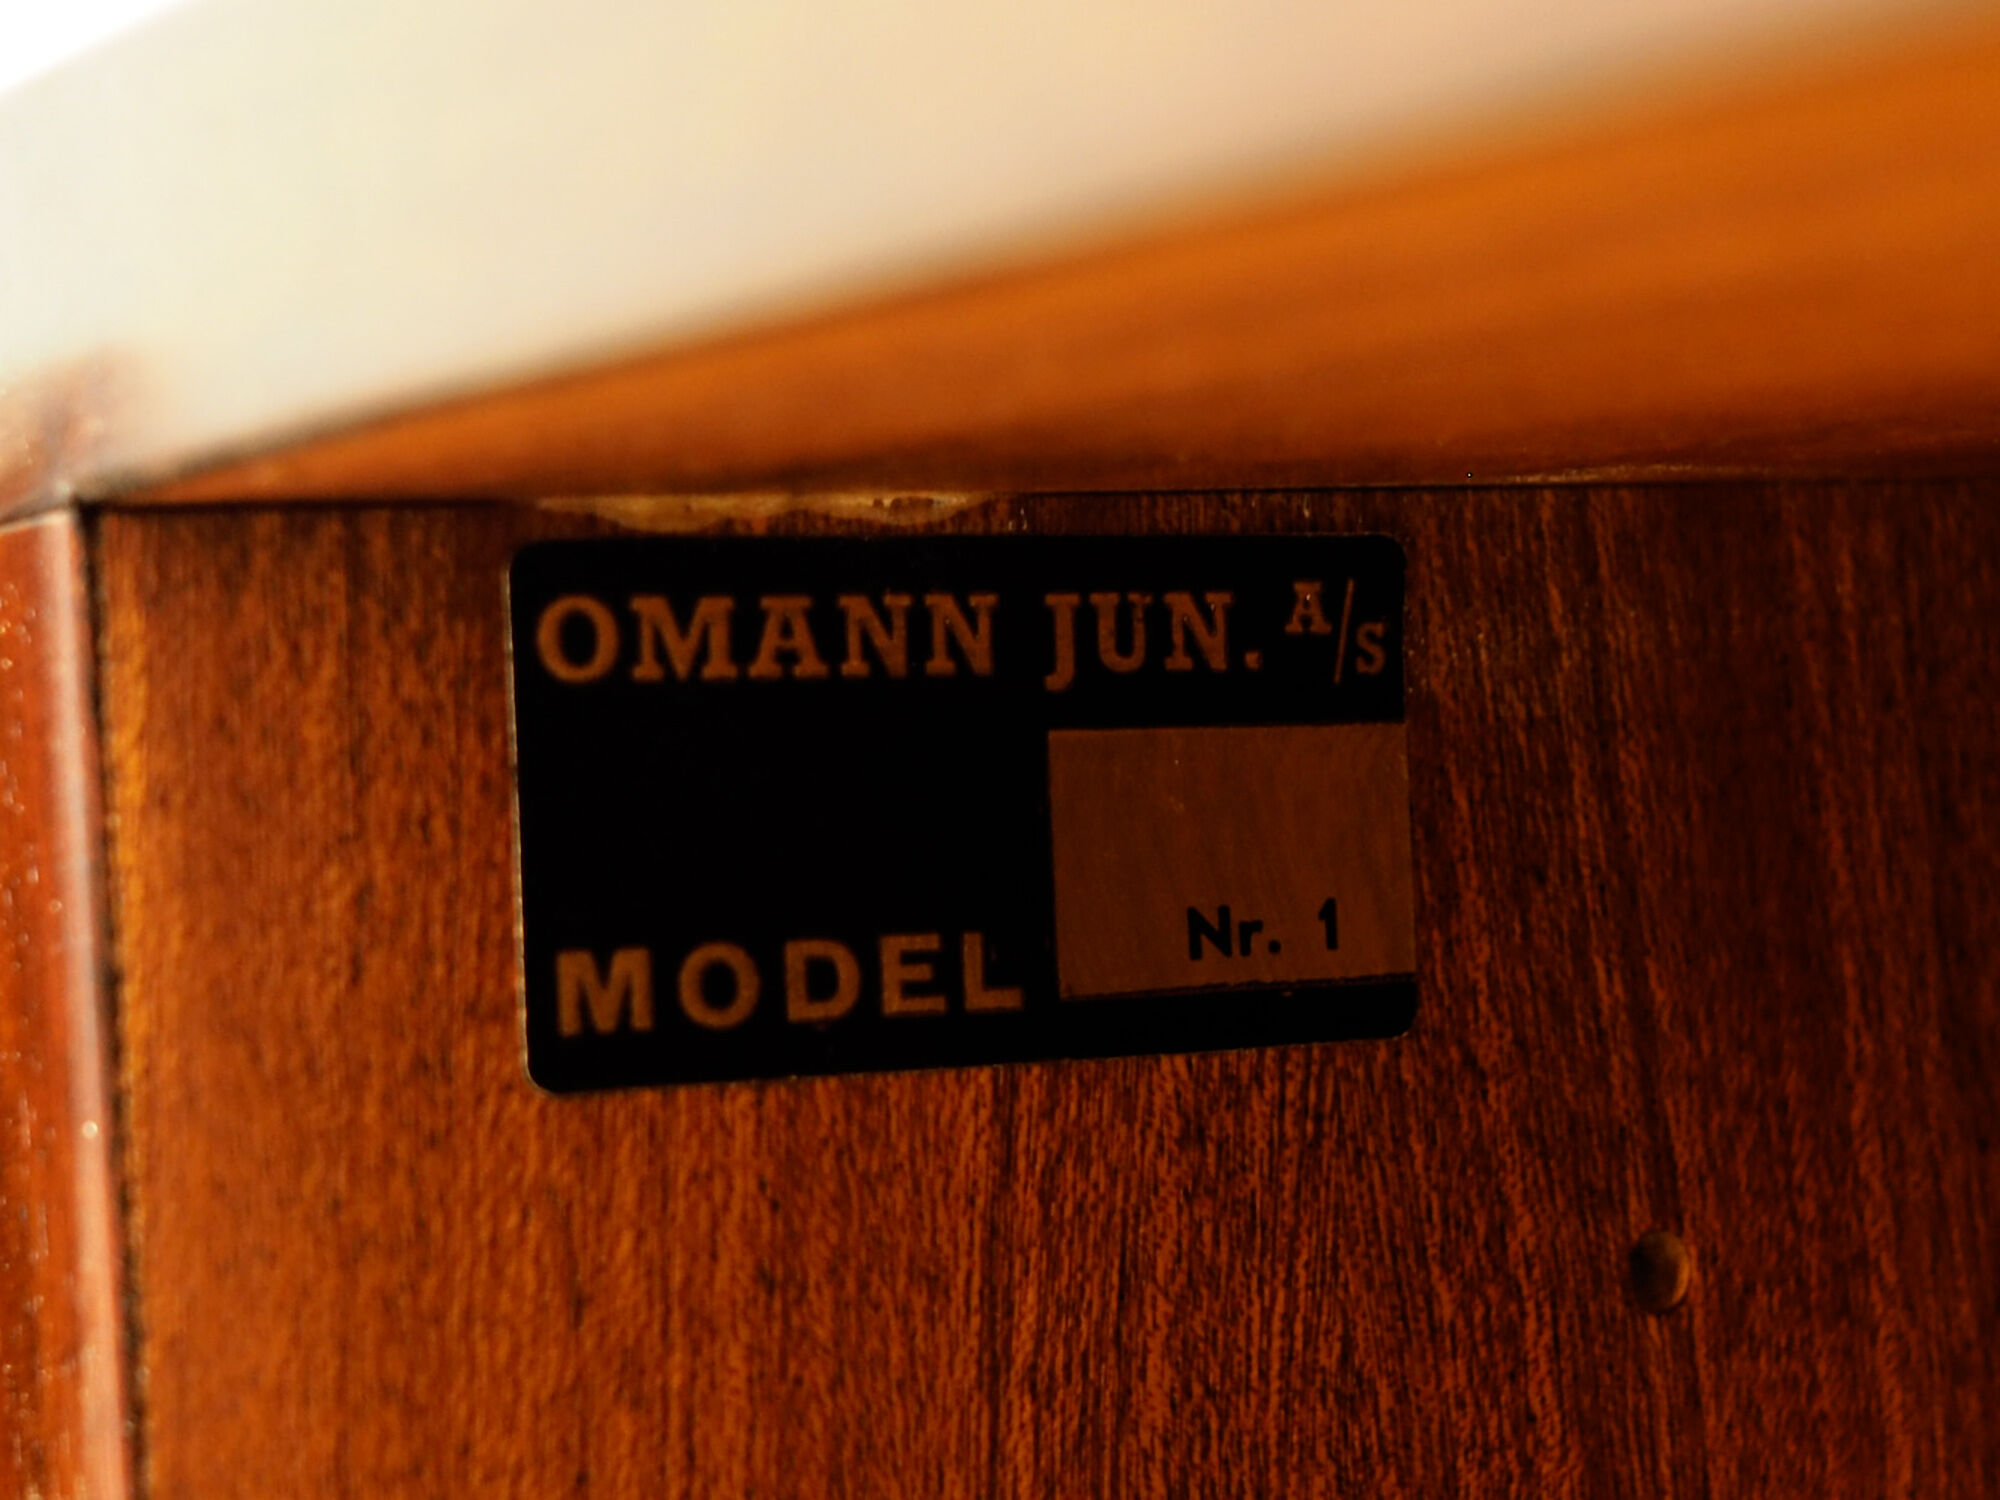 OMANN JUN. A/S
MODEL Nr. 1